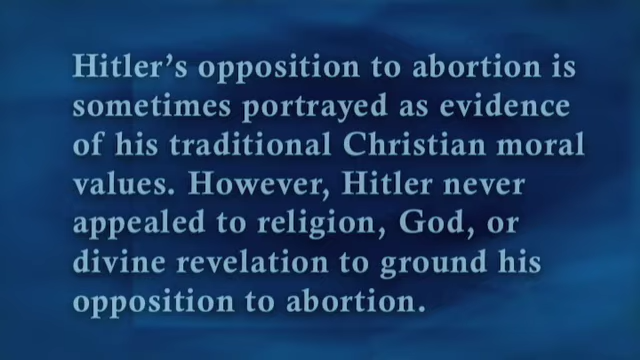 Hitler’s opposition to abortion is
sometimes portrayed as evidence
of his traditional Christian moral
values. However, Hitler never
appealed to religion, God, or
divine revelation to ground his
opposition to abortion.